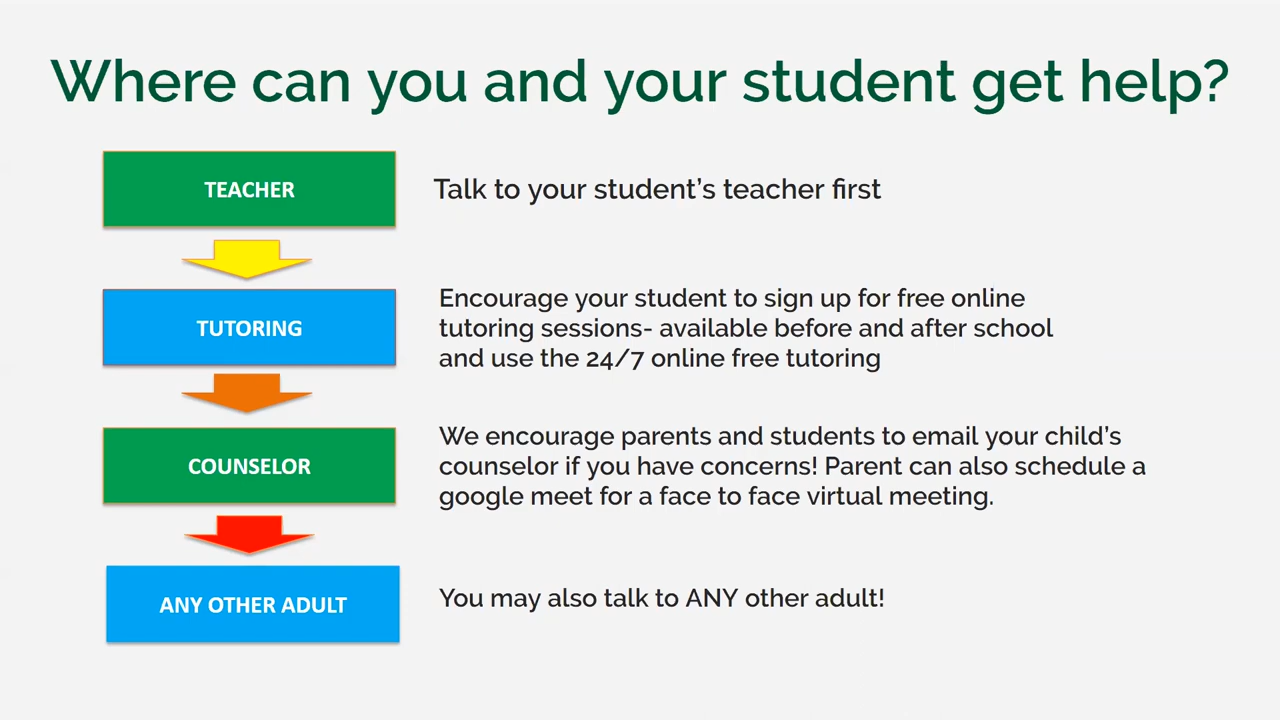 Where can you and your student get help?
TEACHER
Talk to your student's teacher first
TUTORING
Encourage your student to sign up for free online
tutoring sessions- available before and after school
and use the 24/7 online free tutoring
COUNSELOR
We encourage parents and students to email your child's
counselor if you have concerns! Parent can also schedule a
google meet for a face to face virtual meeting.
ANY OTHER ADULT
You may also talk to ANY other adult!